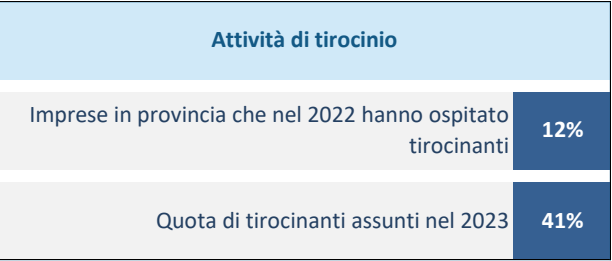 Attività di tirocinio
Imprese in provincia che nel 2022 hanno ospitato
tirocinanti
12%
Quota di tirocinanti assunti nel 2023
41%